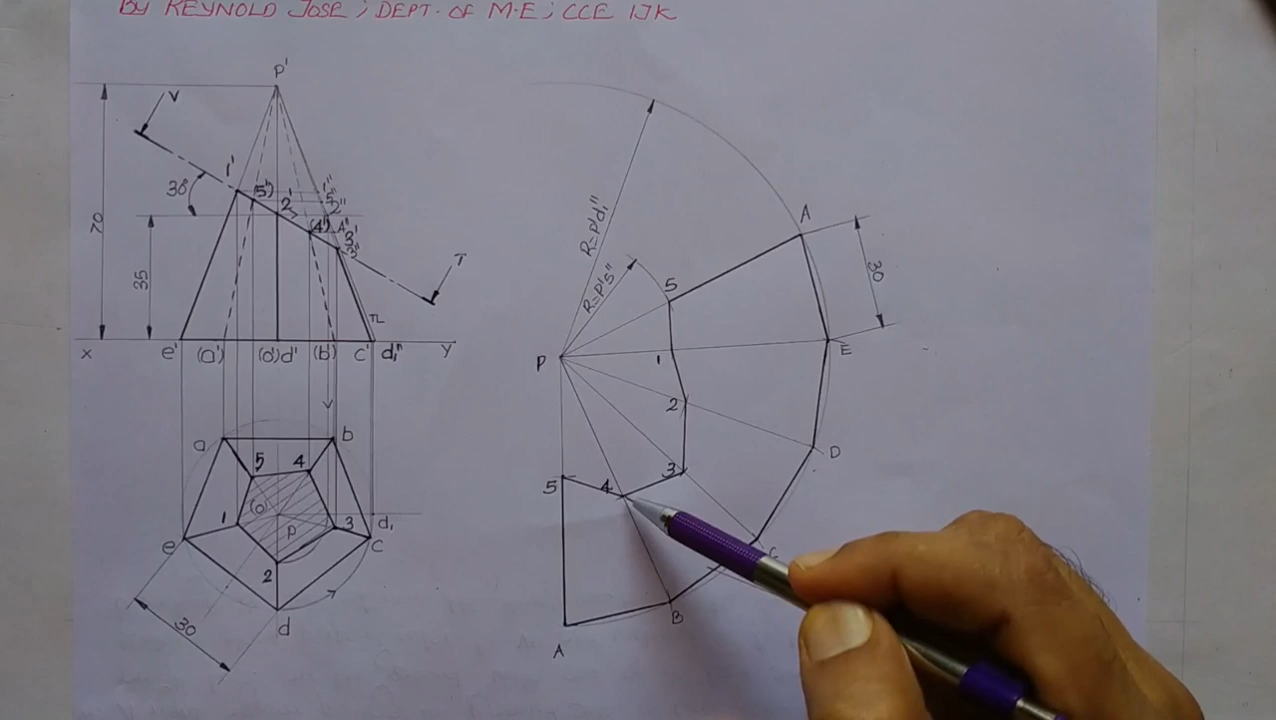 By REYNOLD JOSE ; DEPT. OF M.E ; CCE IJK
p'
V
1'
(5')
2'
1''
5''
2''
30°
(4')
4''
3'
3''
70
35
T
TL
x
e'
(a')
(o')d'
(b')
c'
d₁''
y
a
b
5
4
(o)
1
p
3
d₁
e
c
2
d
30
A
R=p'd₁''
30
R=p'5''
5
P
1
E
2
D
3
5
4
C
B
A